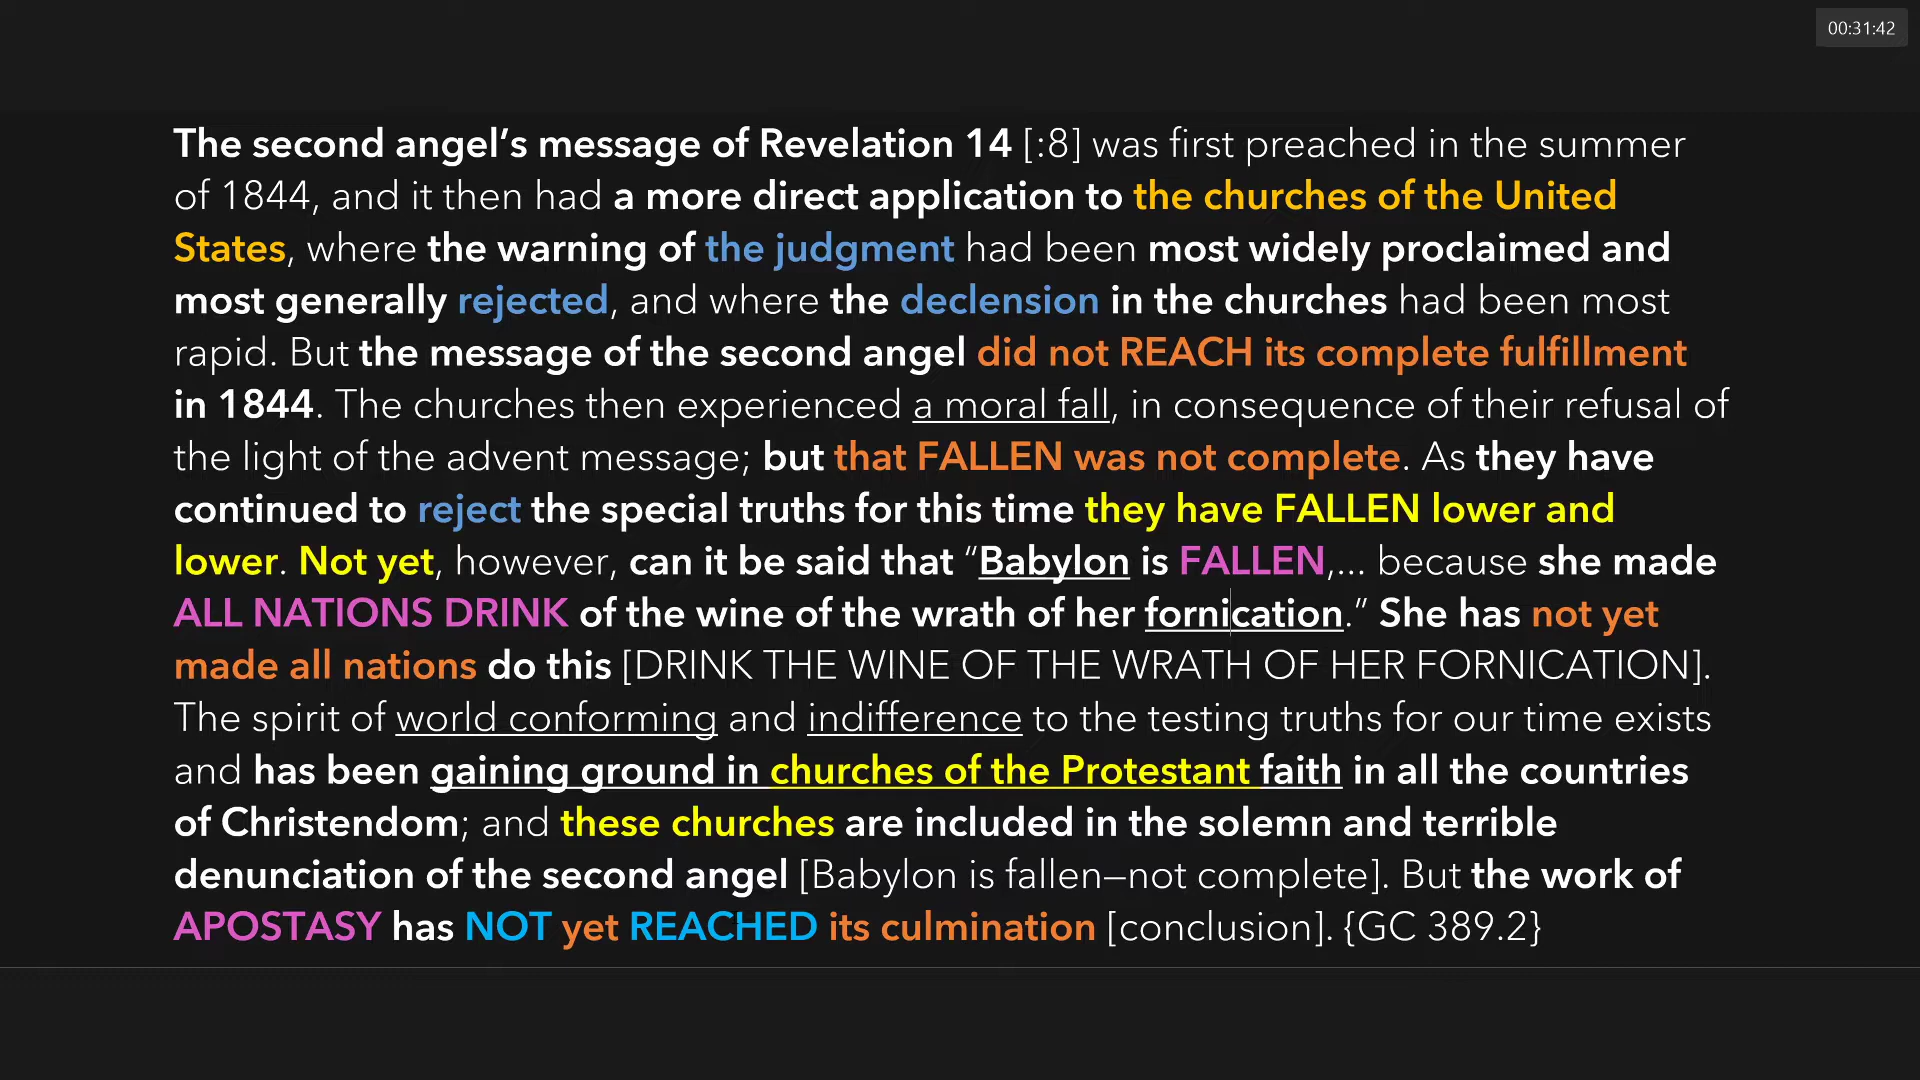 00:31:42
The second angel’s message of Revelation 14 [:8] was first preached in the summer
of 1844, and it then had a more direct application to the churches of the United
States, where the warning of the judgment had been most widely proclaimed and
most generally rejected, and where the declension in the churches had been most
rapid. But the message of the second angel did not REACH its complete fulfillment
in 1844. The churches then experienced a moral fall, in consequence of their refusal of
the light of the advent message; but that FALLEN was not complete. As they have
continued to reject the special truths for this time they have FALLEN lower and
lower. Not yet, however, can it be said that “Babylon is FALLEN,... because she made
ALL NATIONS DRINK of the wine of the wrath of her fornication.” She has not yet
made all nations do this [DRINK THE WINE OF THE WRATH OF HER FORNICATION].
The spirit of world conforming and indifference to the testing truths for our time exists
and has been gaining ground in churches of the Protestant faith in all the countries
of Christendom; and these churches are included in the solemn and terrible
denunciation of the second angel [Babylon is fallen—not complete]. But the work of
APOSTASY has NOT yet REACHED its culmination [conclusion]. {GC 389.2}